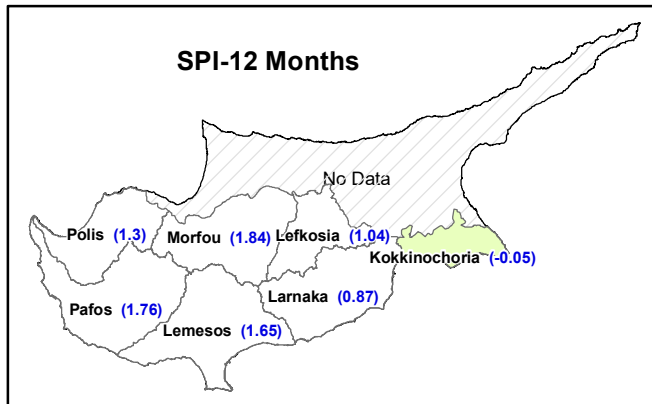 SPI-12 Months
No Data
Polis (1.3)
Morfou (1.84)
Lefkosia (1.04)
Kokkinochoria (-0.05)
Larnaka (0.87)
Pafos (1.76)
Lemesos (1.65)